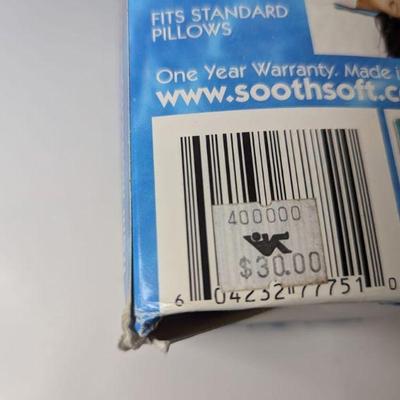 FITS STANDARD
PILLOWS
One Year Warranty. Made i
www.soothsoft.c
400000
$30.00
6 04232 77751 0